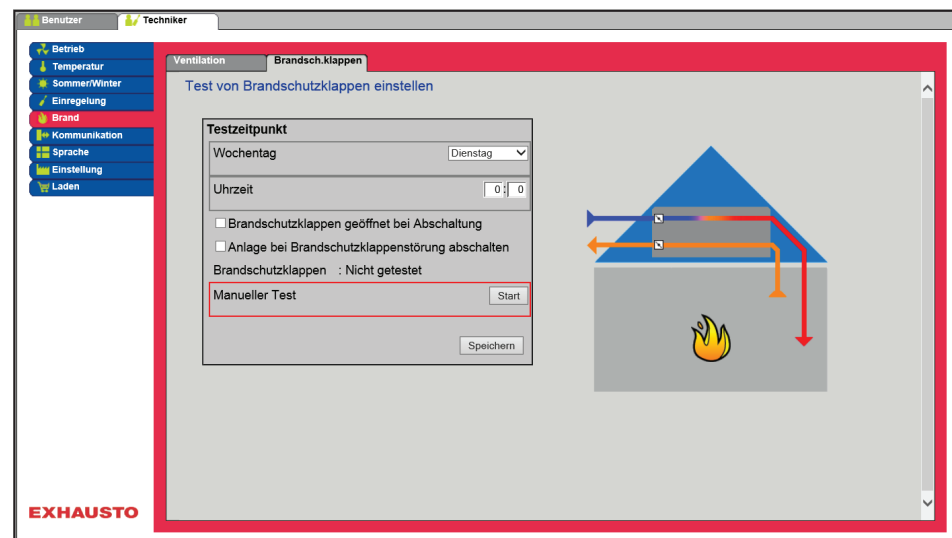 Benutzer
Techniker
Betrieb
Temperatur
Sommer/Winter
Einregelung
Brand
Kommunikation
Sprache
Einstellung
Laden
EXHAUSTO
Ventilation
Brandsch.klappen
Test von Brandschutzklappen einstellen
Testzeitpunkt
Wochentag Dienstag
Uhrzeit 0 : 0
Brandschutzklappen geöffnet bei Abschaltung
Anlage bei Brandschutzklappenstörung abschalten
Brandschutzklappen : Nicht getestet
Manueller Test Start
Speichern